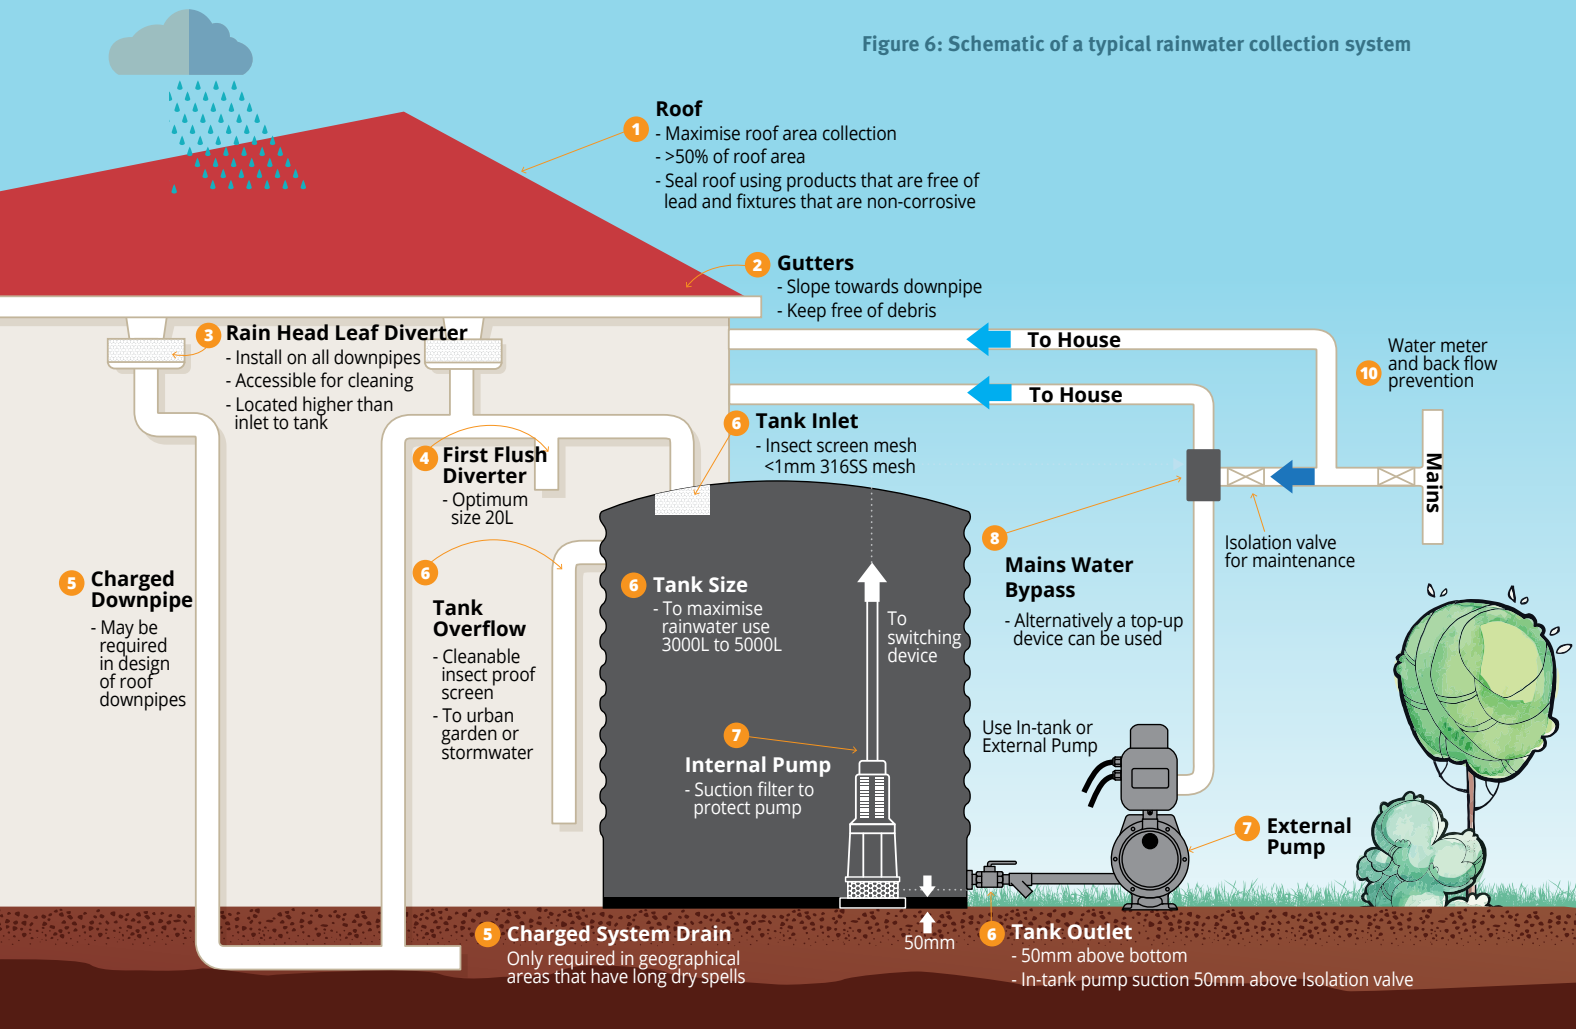 Figure 6: Schematic of a typical rainwater collection system
1
Roof
- Maximise roof area collection
- >50% of roof area
- Seal roof using products that are free of
lead and fixtures that are non-corrosive
2
Gutters
- Slope towards downpipe
- Keep free of debris
3
Rain Head Leaf Diverter
- Install on all downpipes
- Accessible for cleaning
- Located higher than
inlet to tank
To House
To House
10
Water meter
and back flow
prevention
Mains
6
Tank Inlet
- Insect screen mesh
<1mm 316SS mesh
4
First Flush
Diverter
- Optimum
size 20L
8
Mains Water
Bypass
- Alternatively a top-up
device can be used
Isolation valve
for maintenance
5
Charged
Downpipe
- May be
required
in design
of roof
downpipes
6
Tank
Overflow
- Cleanable
insect proof
screen
- To urban
garden or
stormwater
6
Tank Size
- To maximise
rainwater use
3000L to 5000L
To
switching
device
7
Internal Pump
- Suction filter to
protect pump
Use In-tank or
External Pump
7
External
Pump
5
Charged System Drain
Only required in geographical
areas that have long dry spells
50mm
6
Tank Outlet
- 50mm above bottom
- In-tank pump suction 50mm above Isolation valve